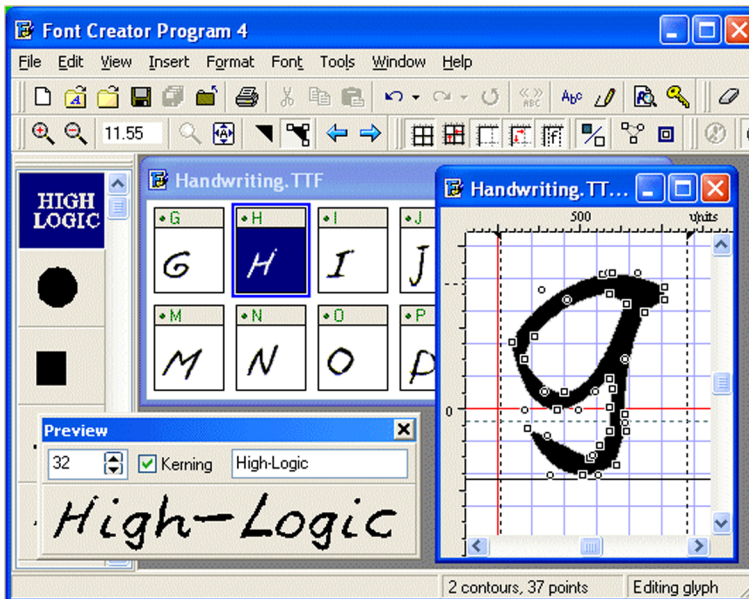 Font Creator Program 4
File Edit View Insert Format Font Tools Window Help
11.55
HIGH
LOGIC
Handwriting.TTF
G H I J
G H I J
M N O P
M N O P
Handwriting.TT...
500 units
0
Preview
32 Kerning High-Logic
High-Logic
2 contours, 37 points Editing glyph